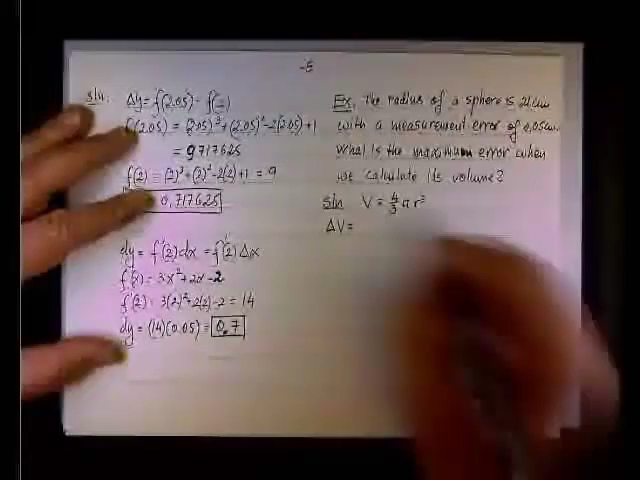 -5
sln.
Δy = f(2.05) - f(2)
f(2.05) = (2.05)³ + (2.05)² - 2(2.05) + 1
= 9.717625
f(2) = (2)³ + (2)² - 2(2) + 1 = 9
0.717625
dy = f'(2) dx = f'(2) Δx
f'(x) = 3x² + 2x - 2
f'(2) = 3(2)² + 2(2) - 2 = 14
dy = (14)(0.05) = 0.7
Ex. The radius of a sphere is 21cm
with a measurement error of 0.05cm.
What is the maximum error when
we calculate its volume?
sln V = 4/3 π r³
ΔV =